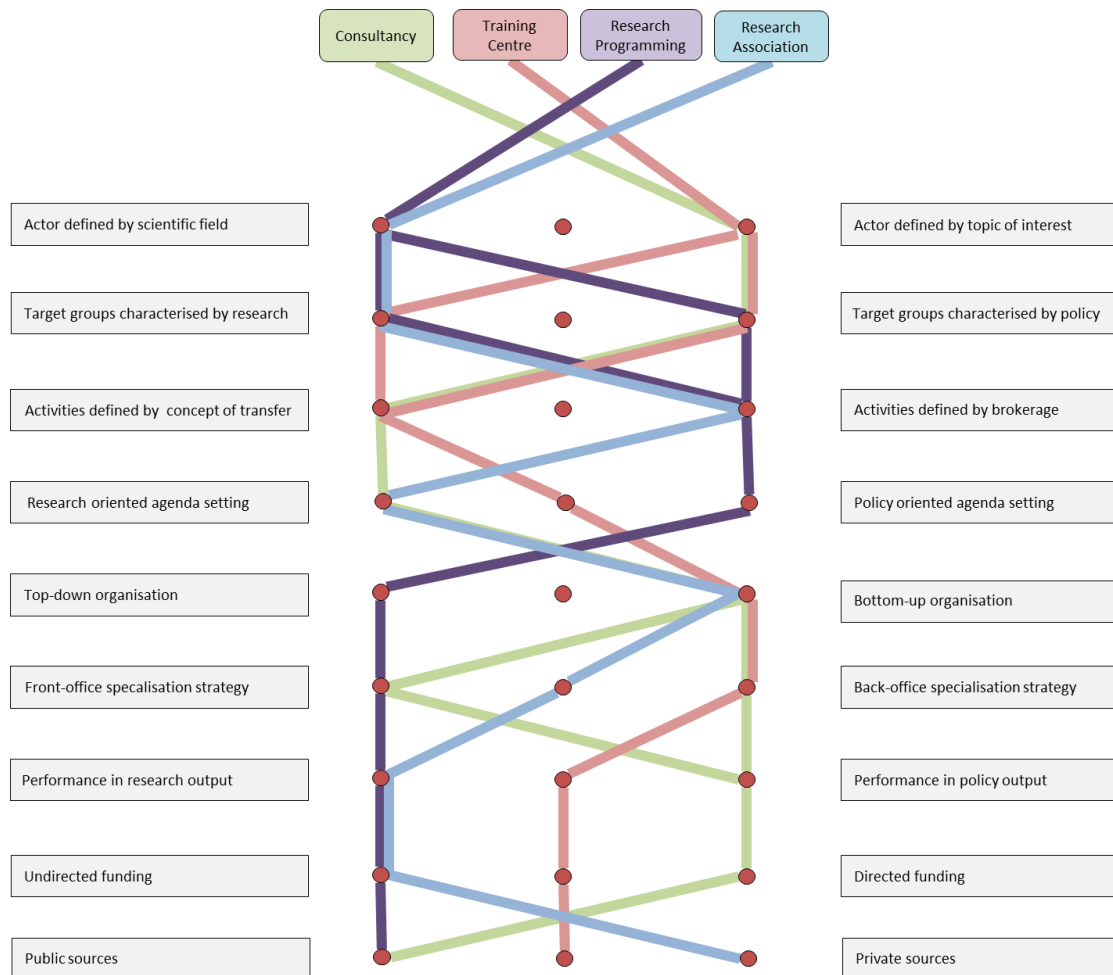 Consultancy
Training
Centre
Research
Programming
Research
Association
Actor defined by scientific field
Actor defined by topic of interest
Target groups characterised by research
Target groups characterised by policy
Activities defined by  concept of transfer
Activities defined by brokerage
Research oriented agenda setting
Policy oriented agenda setting
Top-down organisation
Bottom-up organisation
Front-office specalisation strategy
Back-office specialisation strategy
Performance in research output
Performance in policy output
Undirected funding
Directed funding
Public sources
Private sources